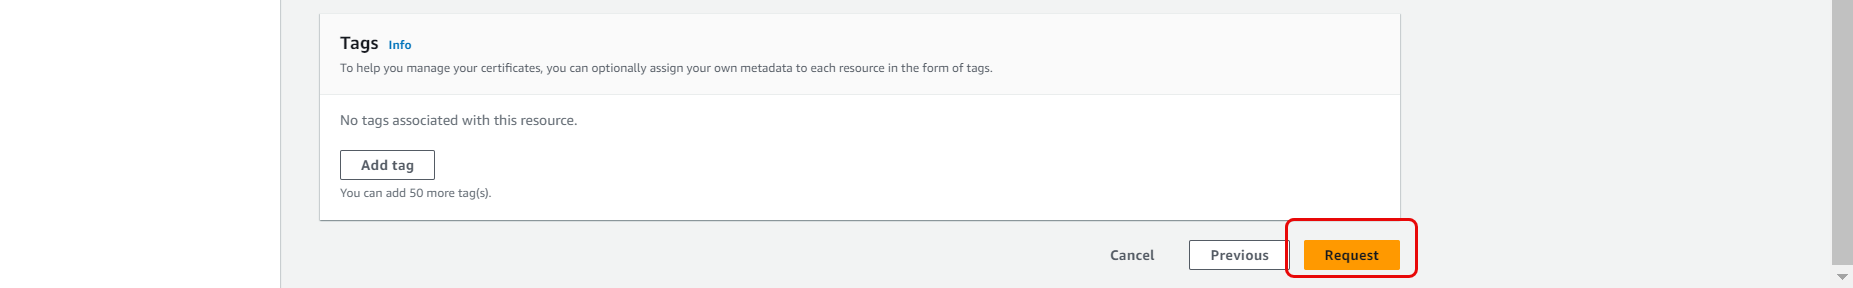 Tags Info
To help you manage your certificates, you can optionally assign your own metadata to each resource in the form of tags.
No tags associated with this resource.
Add tag
You can add 50 more tag(s).
Cancel Previous Request